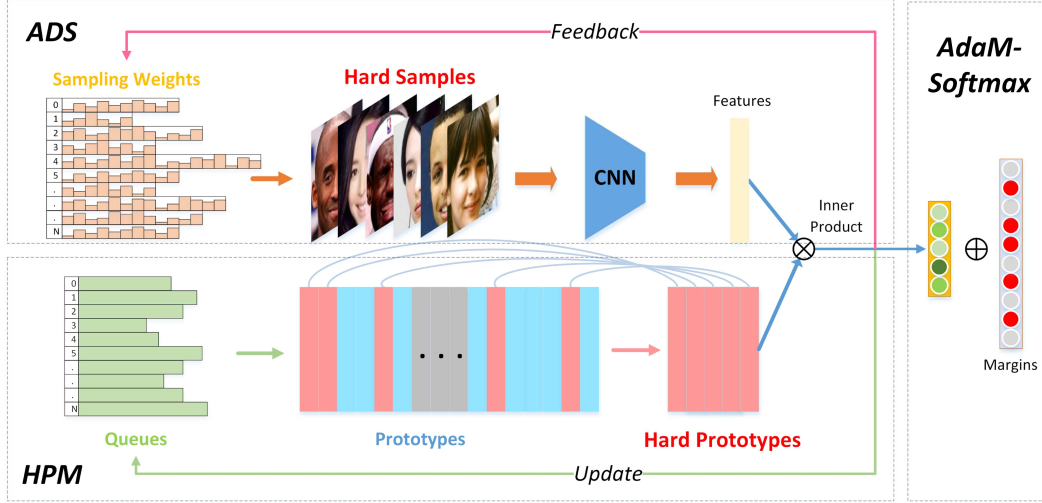 ADS
Feedback
AdaM-
Softmax
Sampling Weights
Hard Samples
Features
0
1
2
3
4
5
.
.
.
N
CNN
Inner
Product
0
1
2
3
4
5
.
.
.
N
. . .
Margins
Queues
Prototypes
Hard Prototypes
HPM
Update